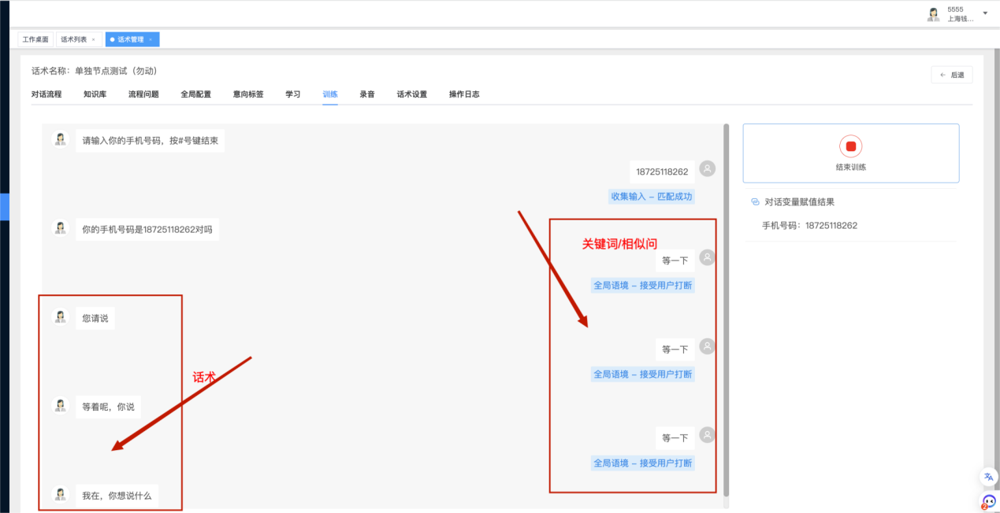 5555
上海钱...
工作桌面
话术列表 ×
话术管理 ×
话术名称：单独节点测试（勿动）
← 后退
对话流程 知识库 流程问题 全局配置 意向标签 学习 训练 录音 话术设置 操作日志
请输入你的手机号码，按#号键结束
18725118262
收集输入 – 匹配成功
你的手机号码是18725118262对吗
关键词/相似问
等一下
全局语境 – 接受用户打断
您请说
等一下
全局语境 – 接受用户打断
话术
等着呢，你说
等一下
全局语境 – 接受用户打断
我在，你想说什么
结束训练
对话变量赋值结果
手机号码：18725118262
文A
2